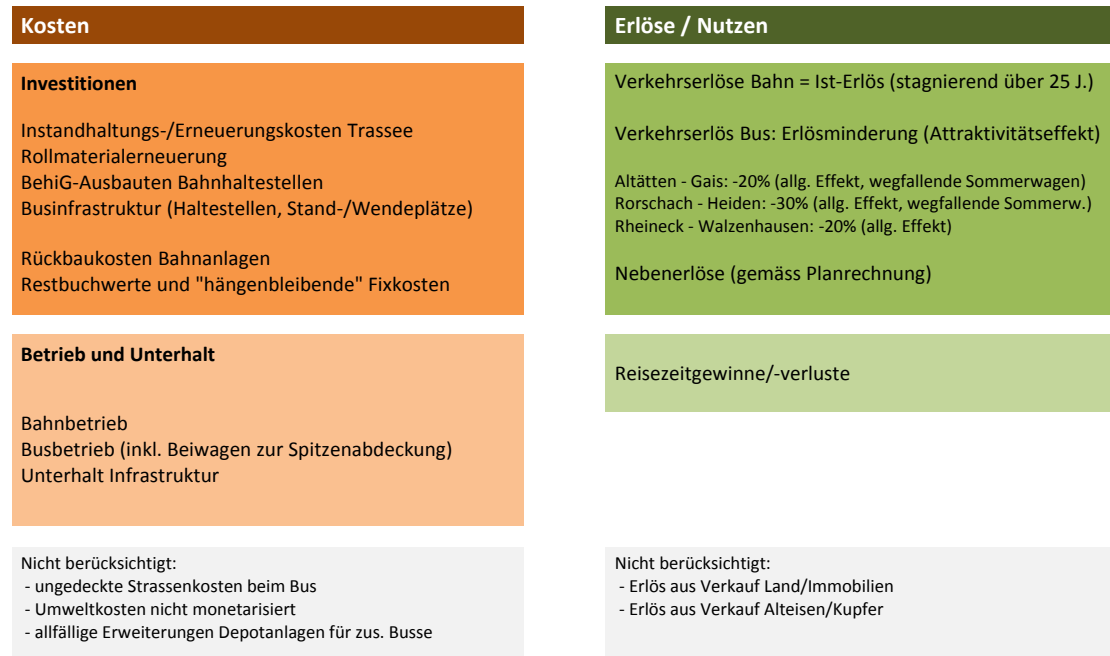 Kosten
Investitionen
Instandhaltungs-/Erneuerungskosten Trassee
Rollmaterialerneuerung
BehiG-Ausbauten Bahnhaltestellen
Businfrastruktur (Haltestellen, Stand-/Wendeplätze)
Rückbaukosten Bahnanlagen
Restbuchwerte und "hängenbleibende" Fixkosten
Betrieb und Unterhalt
Bahnbetrieb
Busbetrieb (inkl. Beiwagen zur Spitzenabdeckung)
Unterhalt Infrastruktur
Nicht berücksichtigt:
- ungedeckte Strassenkosten beim Bus
- Umweltkosten nicht monetarisiert
- allfällige Erweiterungen Depotanlagen für zus. Busse
Erlöse / Nutzen
Verkehrserlöse Bahn = Ist-Erlös (stagnierend über 25 J.)
Verkehrserlös Bus: Erlösminderung (Attraktivitätseffekt)
Altätten - Gais: -20% (allg. Effekt, wegfallende Sommerwagen)
Rorschach - Heiden: -30% (allg. Effekt, wegfallende Sommerw.)
Rheineck - Walzenhausen: -20% (allg. Effekt)
Nebenerlöse (gemäss Planrechnung)
Reisezeitgewinne/-verluste
Nicht berücksichtigt:
- Erlös aus Verkauf Land/Immobilien
- Erlös aus Verkauf Alteisen/Kupfer